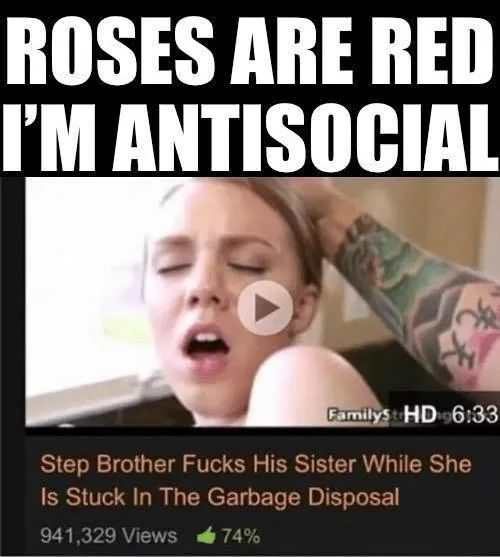 ROSES ARE RED
I'M ANTISOCIAL
HD 6:33
Step Brother Fucks His Sister While She
Is Stuck In The Garbage Disposal
941,329 Views 74%